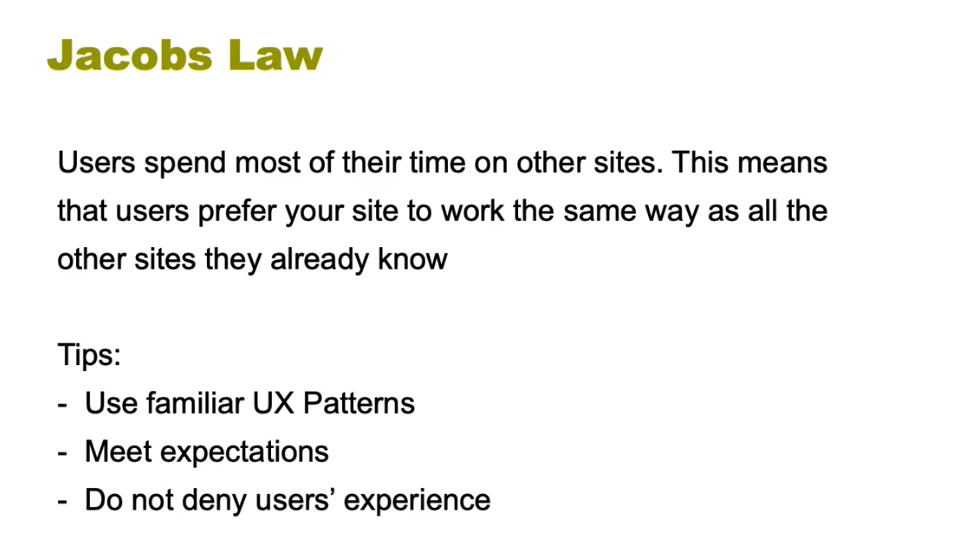 Jacobs Law
Users spend most of their time on other sites. This means
that users prefer your site to work the same way as all the
other sites they already know
Tips:
- Use familiar UX Patterns
- Meet expectations
- Do not deny users’ experience